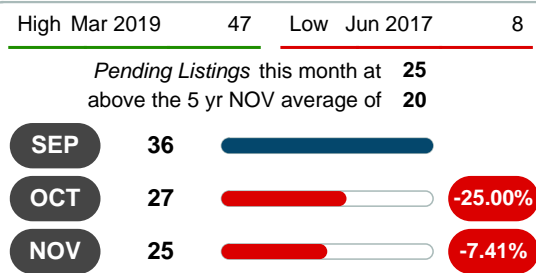 High Mar 2019 47 Low Jun 2017 8
Pending Listings this month at 25
above the 5 yr NOV average of 20
SEP 36
OCT 27 -25.00%
NOV 25 -7.41%